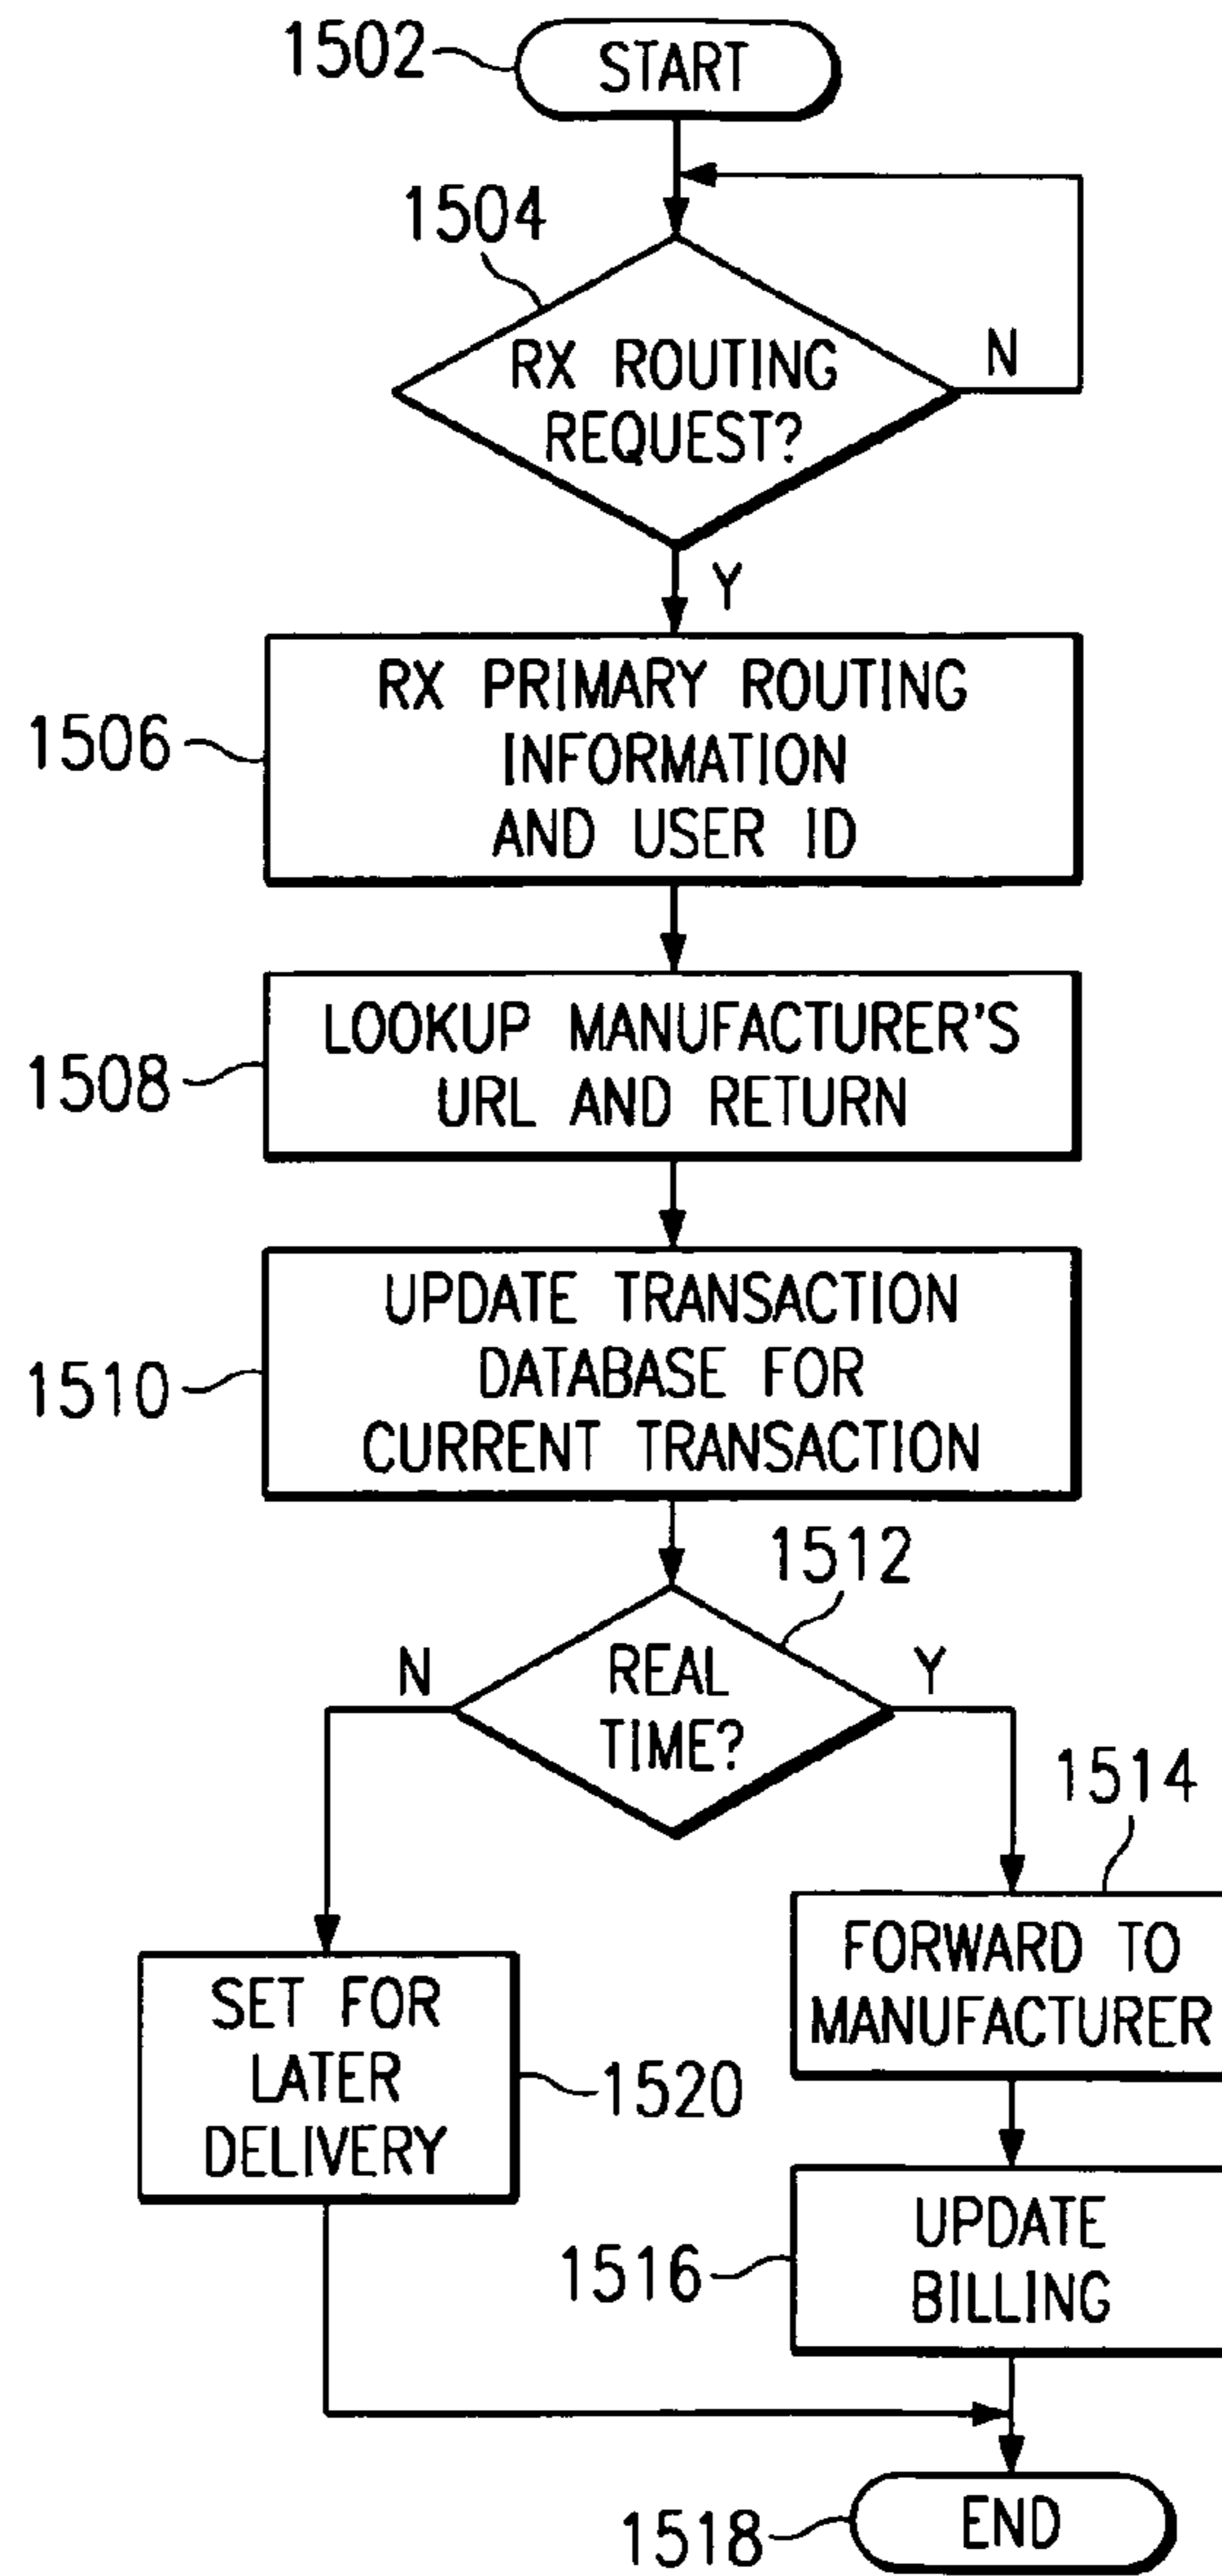 1502
START
1504
RX ROUTING
REQUEST?
N
Y
1506
RX PRIMARY ROUTING
INFORMATION
AND USER ID
1508
LOOKUP MANUFACTURER'S
URL AND RETURN
1510
UPDATE TRANSACTION
DATABASE FOR
CURRENT TRANSACTION
1512
N
REAL
TIME?
Y
1514
FORWARD TO
MANUFACTURER
SET FOR
LATER
DELIVERY
1520
1516
UPDATE
BILLING
1518
END